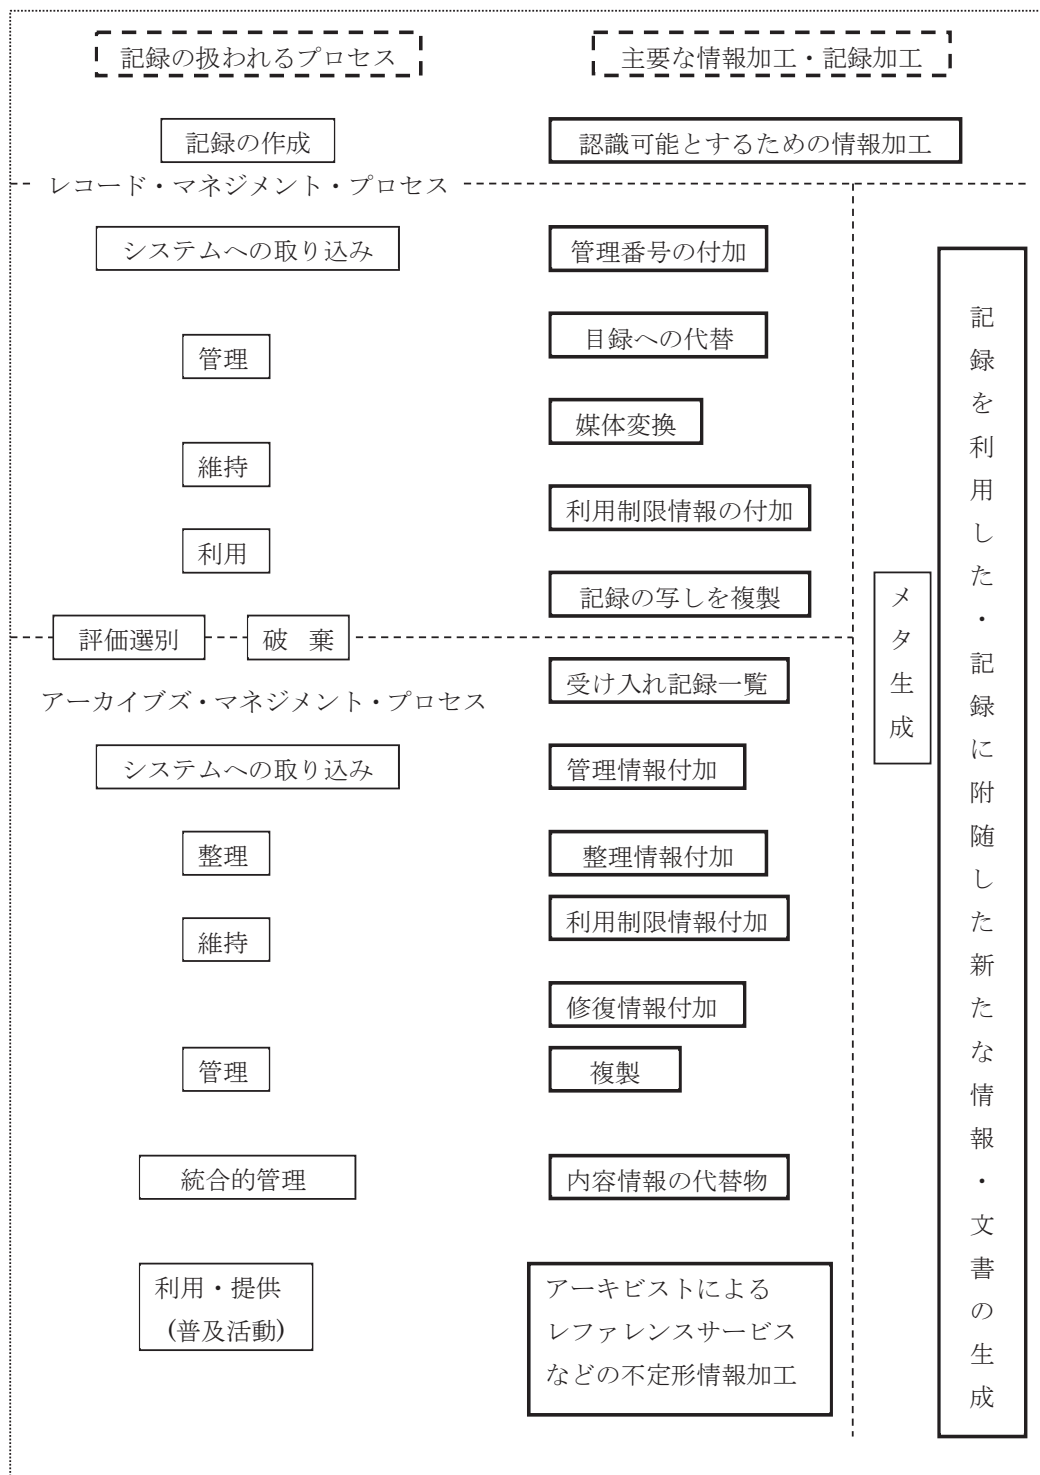 記録の扱われるプロセス
主要な情報加工・記録加工
記録の作成
認識可能とするための情報加工
レコード・マネジメント・プロセス
システムへの取り込み
管理番号の付加
目録への代替
管理
媒体変換
維持
利用制限情報の付加
利用
記録の写しを複製
評価選別
破 棄
受け入れ記録一覧
アーカイブズ・マネジメント・プロセス
システムへの取り込み
管理情報付加
整理
整理情報付加
利用制限情報付加
維持
修復情報付加
管理
複製
統合的管理
内容情報の代替物
利用・提供
(普及活動)
アーキビストによる
レファレンスサービス
などの不定形情報加工
メタ生成
記録を利用した・記録に附随した新たな情報・文書の生成